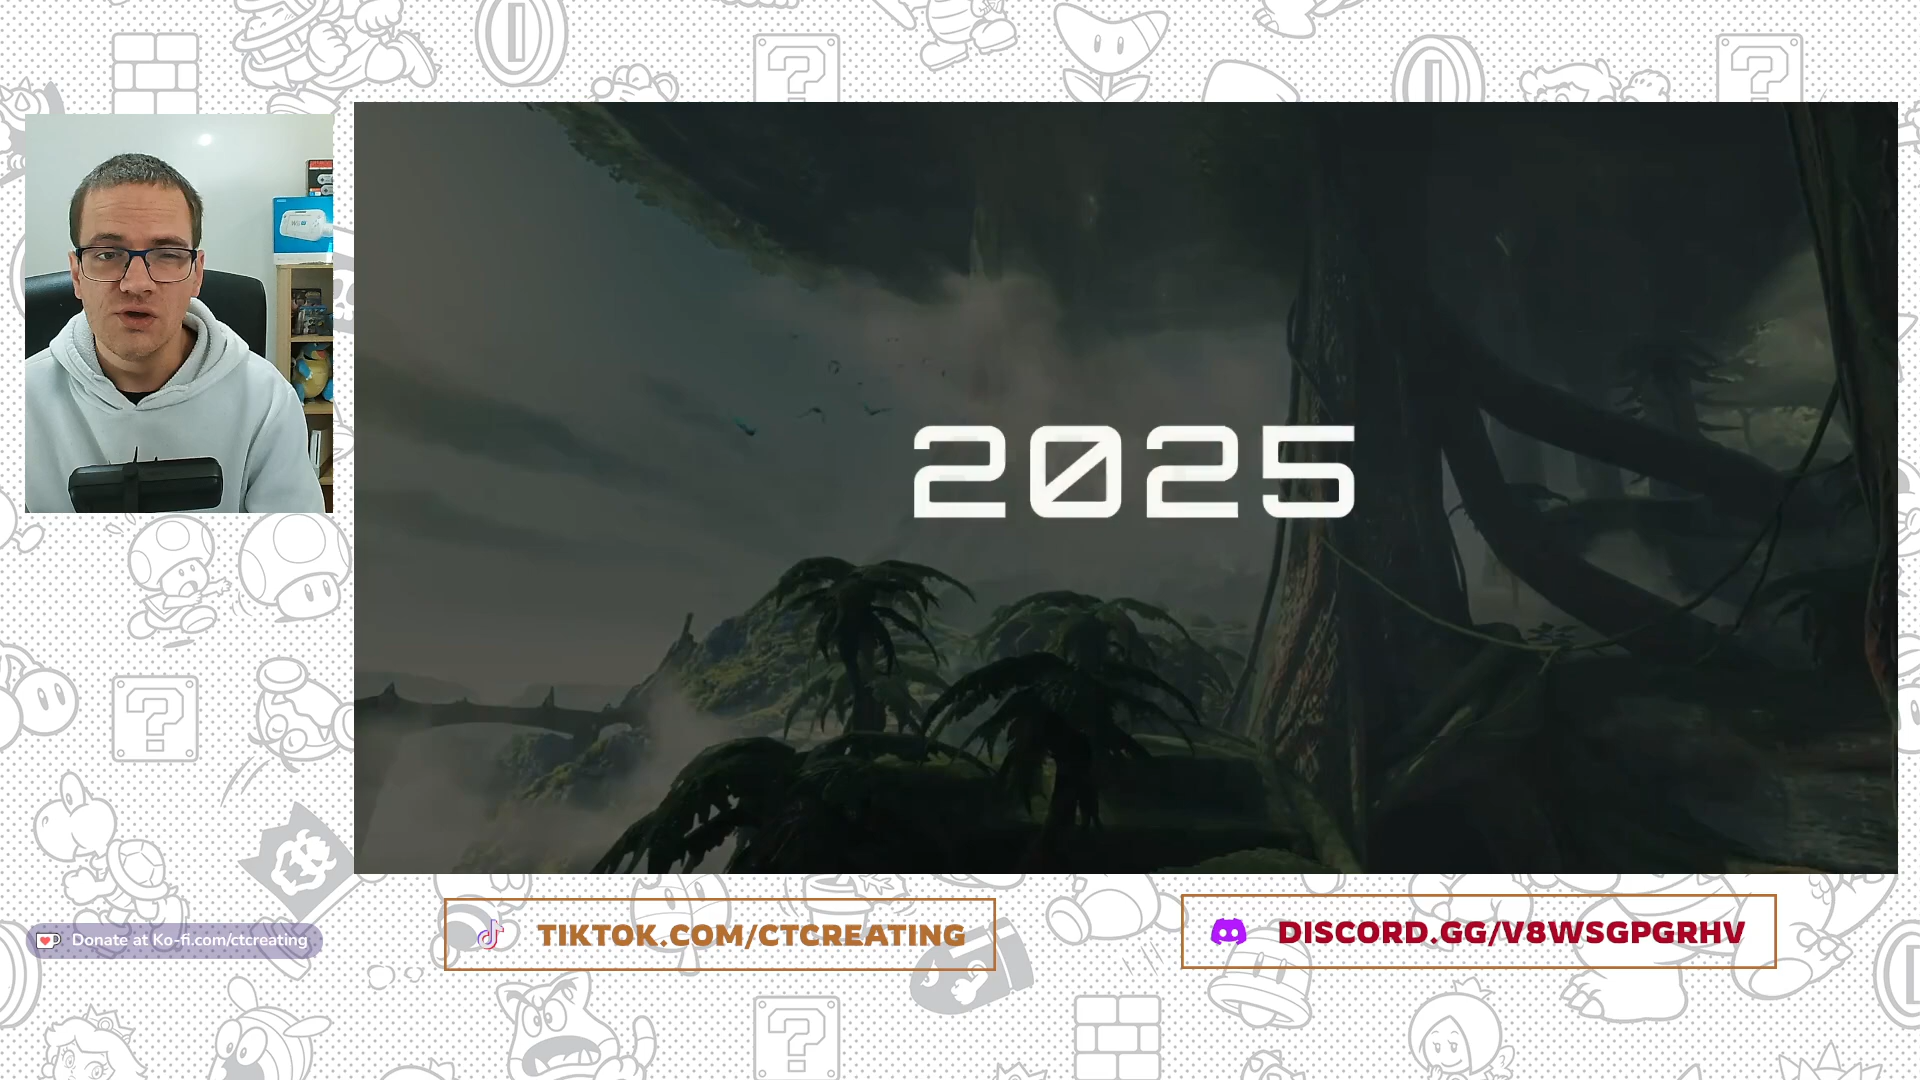 2025
Donate at Ko-fi.com/ctcreating
TIKTOK.COM/CTCREATING
DISCORD.GG/V8WSGPGRHV